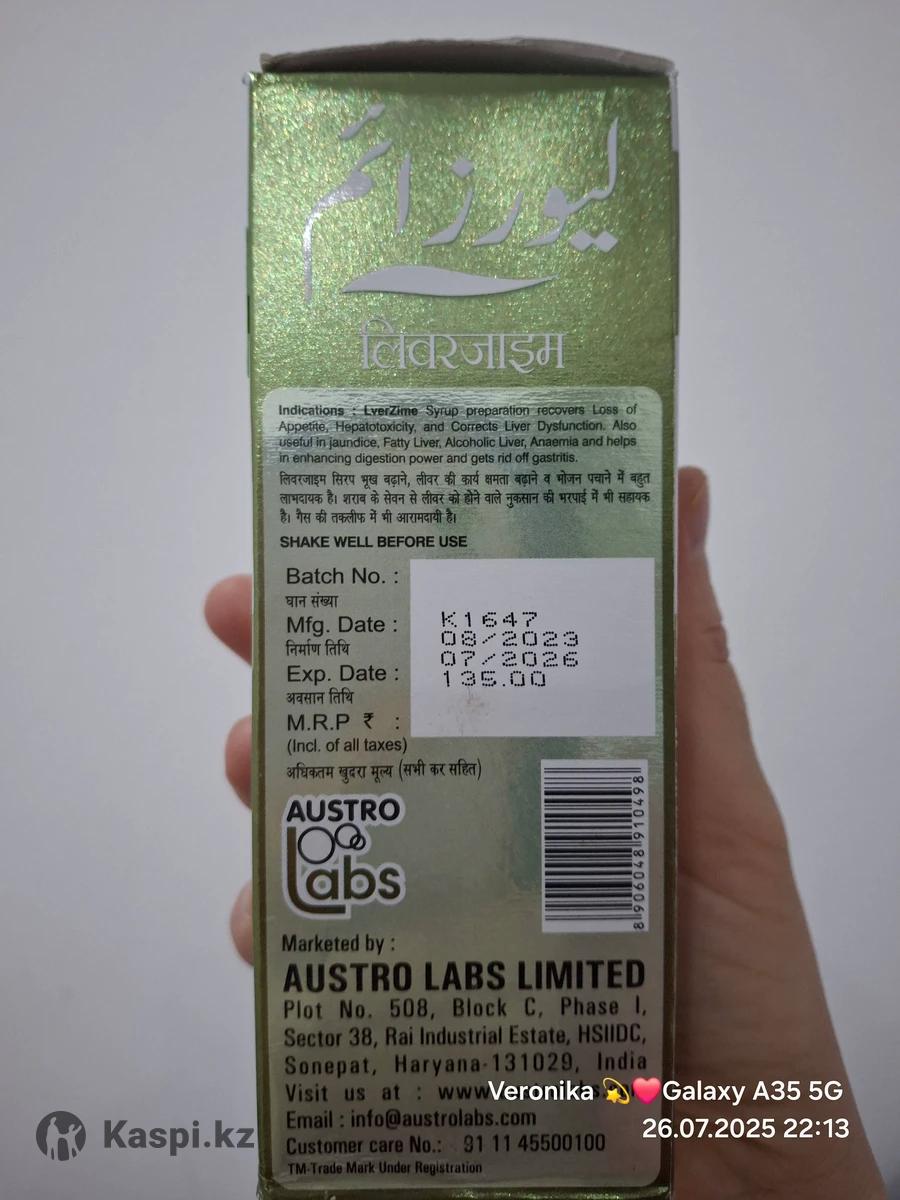 لیورزائم
लिवरजाइम
Indications : LverZime Syrup preparation recovers Loss of
Appetite, Hepatotoxicity, and Corrects Liver Dysfunction. Also
useful in jaundice, Fatty Liver, Alcoholic Liver, Anaemia and helps
in enhancing digestion power and gets rid off gastritis.
लिवरजाइम सिरप भूख बढ़ाने, लीवर की कार्य क्षमता बढ़ाने व भोजन पचाने में बहुत
लाभदायक है। शराब के सेवन से लीवर को होने वाले नुकसान की भरपाई में भी सहायक
है। गैस की तकलीफ में भी आरामदायी है।
SHAKE WELL BEFORE USE
Batch No. :
घान संख्या
Mfg. Date :
निर्माण तिथि
Exp. Date :
अवसान तिथि
M.R.P ₹ :
(Incl. of all taxes)
अधिकतम खुदरा मूल्य (सभी कर सहित)
K1647
08/2023
07/2026
135.00
8906048910498
AUSTRO
Labs
Marketed by :
AUSTRO LABS LIMITED
Plot No. 508, Block C, Phase I,
Sector 38, Rai Industrial Estate, HSIIDC,
Sonepat, Haryana-131029, India
Visit us at :
Email : info@austrolabs.com
Customer care No.: 91 11 45500100
TM-Trade Mark Under Registration
Veronika 💫❤️Galaxy A35 5G
26.07.2025 22:13
Kaspi.kz